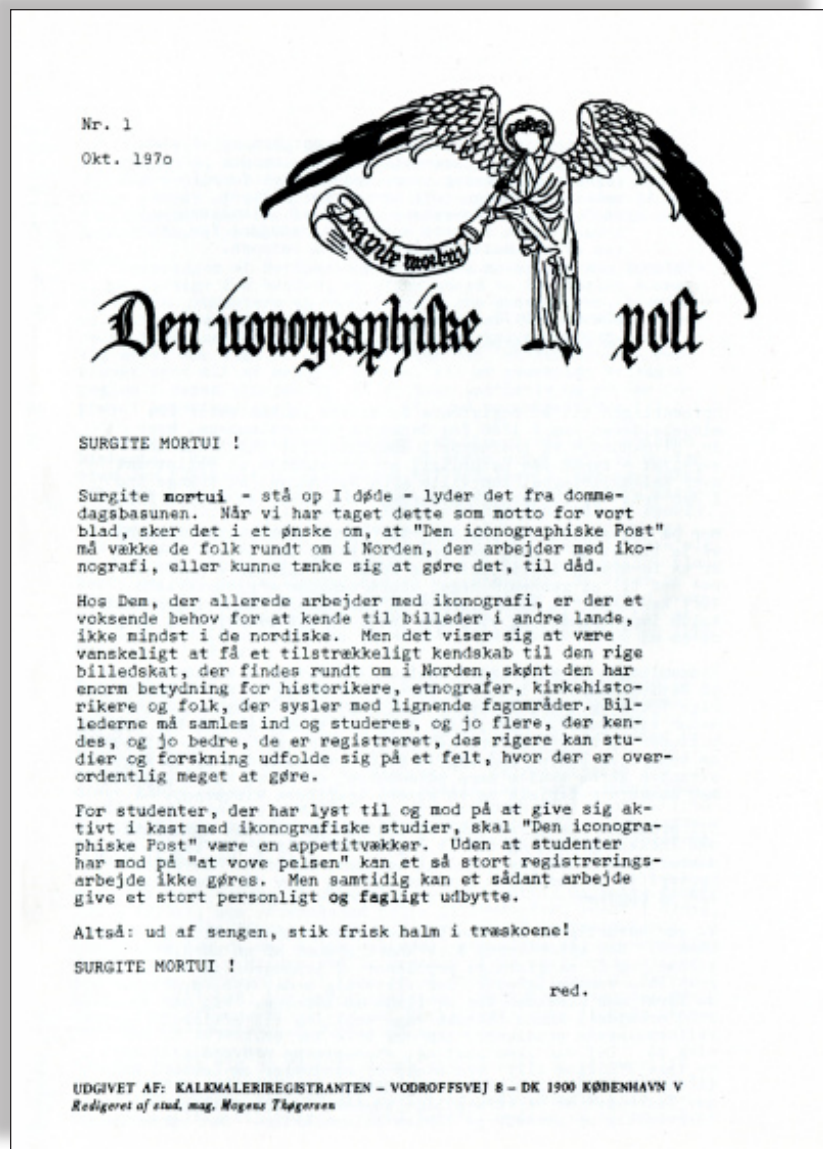 Nr. 1
Okt. 197o
Surgite mortui
Den iconographiske post
SURGITE MORTUI !
Surgite mortui - stå op I døde - lyder det fra domme-
dagsbasunen. Når vi har taget dette som motto for vort
blad, sker det i et ønske om, at "Den iconographiske Post"
må vække de folk rundt om i Norden, der arbejder med iko-
nografi, eller kunne tænke sig at gøre det, til dåd.
Hos Dem, der allerede arbejder med ikonografi, er der et
voksende behov for at kende til billeder i andre lande,
ikke mindst i de nordiske. Men det viser sig at være
vanskeligt at få et tilstrækkeligt kendskab til den rige
billedskat, der findes rundt om i Norden, skønt den har
enorm betydning for historikere, etnografer, kirkehisto-
rikere og folk, der sysler med lignende fagområder. Bil-
lederne må samles ind og studeres, og jo flere, der ken-
des, og jo bedre, de er registreret, des rigere kan stu-
dier og forskning udfolde sig på et felt, hvor der er over-
ordentlig meget at gøre.
For studenter, der har lyst til og mod på at give sig ak-
tivt i kast med ikonografiske studier, skal "Den iconogra-
phiske Post" være en appetitvækker. Uden at studenter
har mod på "at vove pelsen" kan et så stort registrerings-
arbejde ikke gøres. Men samtidig kan et sådant arbejde
give et stort personligt og fagligt udbytte.
Altså: ud af sengen, stik frisk halm i træskoene!
SURGITE MORTUI !
red.
UDGIVET AF: KALKMALERIREGISTRANTEN – VODROFFSVEJ 8 – DK 1900 KØBENHAVN V
Redigeret af stud. mag. Mogens Thøgersen